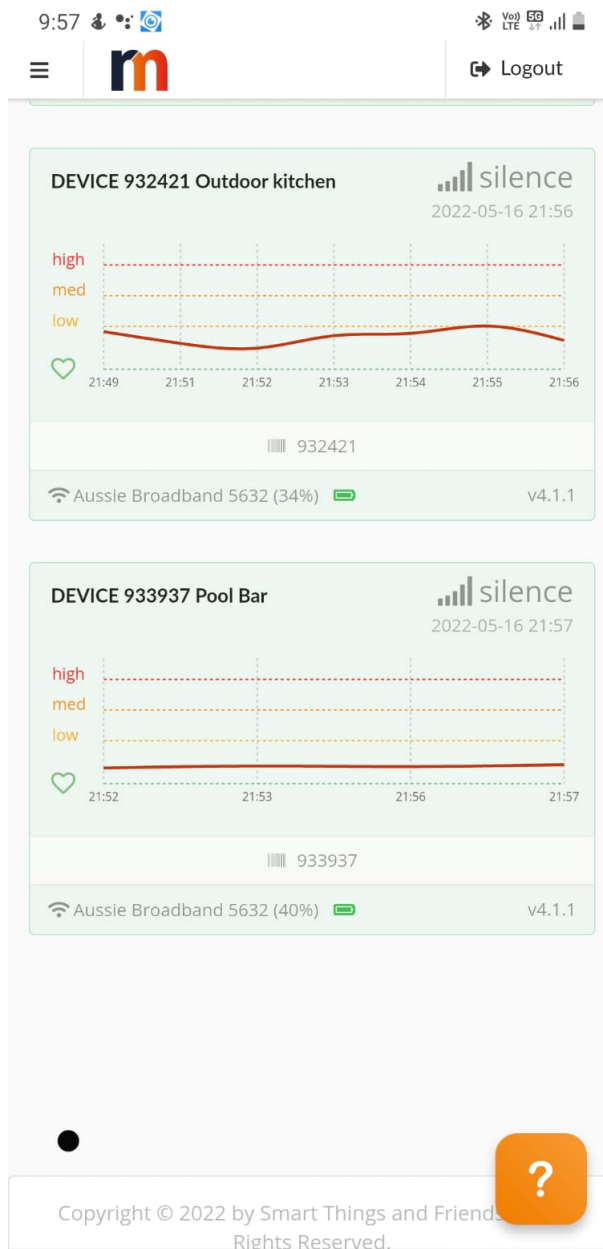 9:57
Vo)) LTE 5G
m
Logout
DEVICE 932421 Outdoor kitchen
silence
2022-05-16 21:56
high
med
low
21:49 21:51 21:52 21:53 21:54 21:55 21:56
932421
Aussie Broadband 5632 (34%)
v4.1.1
DEVICE 933937 Pool Bar
silence
2022-05-16 21:57
high
med
low
21:52 21:53 21:56 21:57
933937
Aussie Broadband 5632 (40%)
v4.1.1
?
Copyright © 2022 by Smart Things and Friends
Rights Reserved.